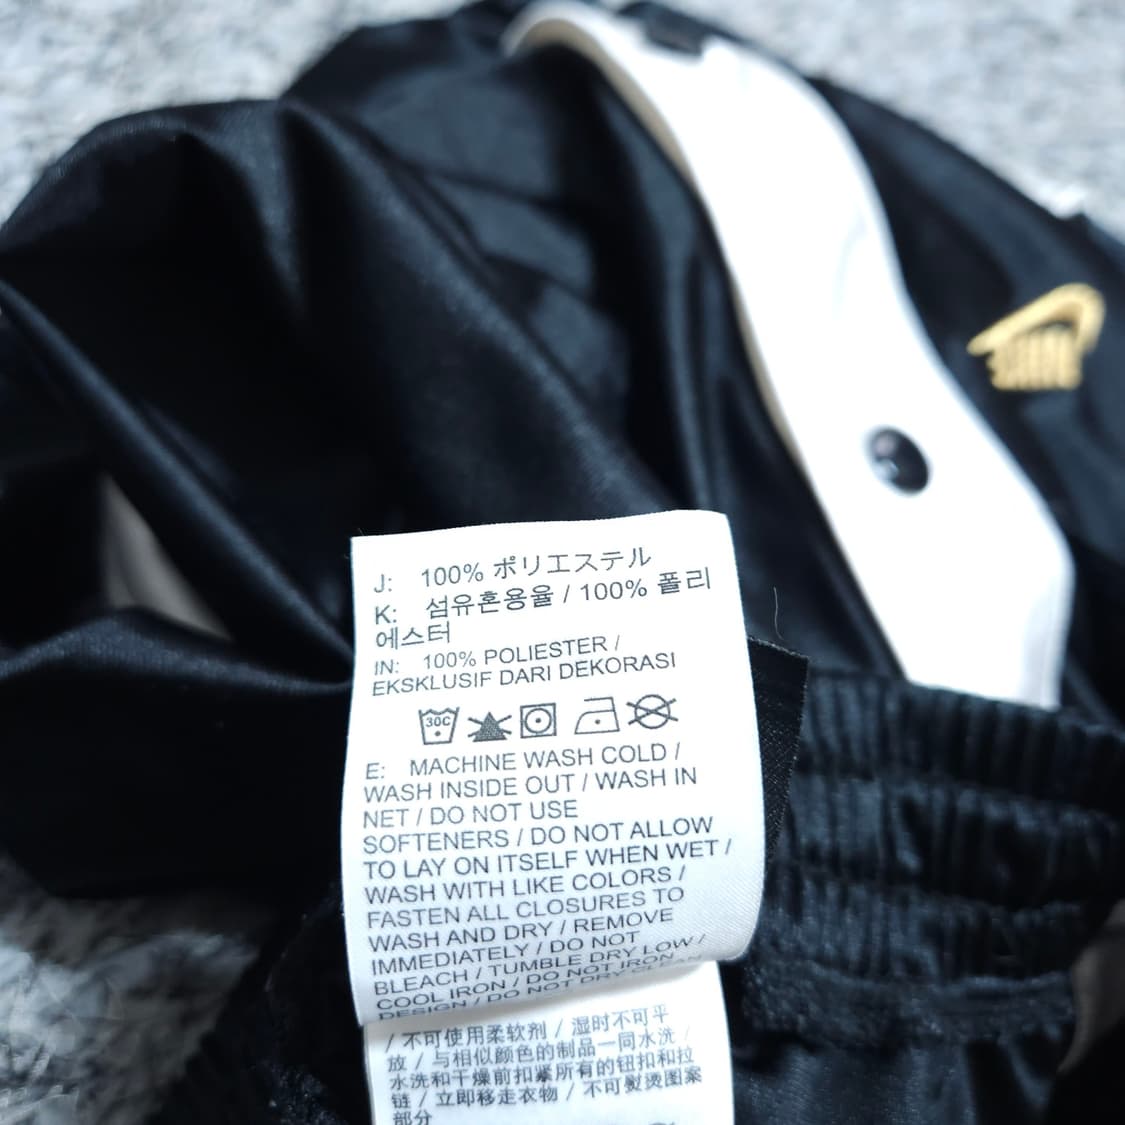 J: 100% ポリエステル
K: 섬유혼용율 / 100% 폴리
에스터
IN: 100% POLIESTER /
EKSKLUSIF DARI DEKORASI
30C
E: MACHINE WASH COLD /
WASH INSIDE OUT / WASH IN
NET / DO NOT USE
SOFTENERS / DO NOT ALLOW
TO LAY ON ITSELF WHEN WET /
WASH WITH LIKE COLORS /
FASTEN ALL CLOSURES TO
WASH AND DRY / REMOVE
IMMEDIATELY / DO NOT
BLEACH / TUMBLE DRY LOW /
COOL IRON / DO NOT IRON
DESIGN / DO NOT DRY CLEAN
/ 不可使用柔软剂 / 湿时不可平
放 / 与相似颜色的制品一同水洗 /
水洗和干燥前扣紧所有的钮扣和拉
链 / 立即移走衣物 / 不可熨烫图案
部分